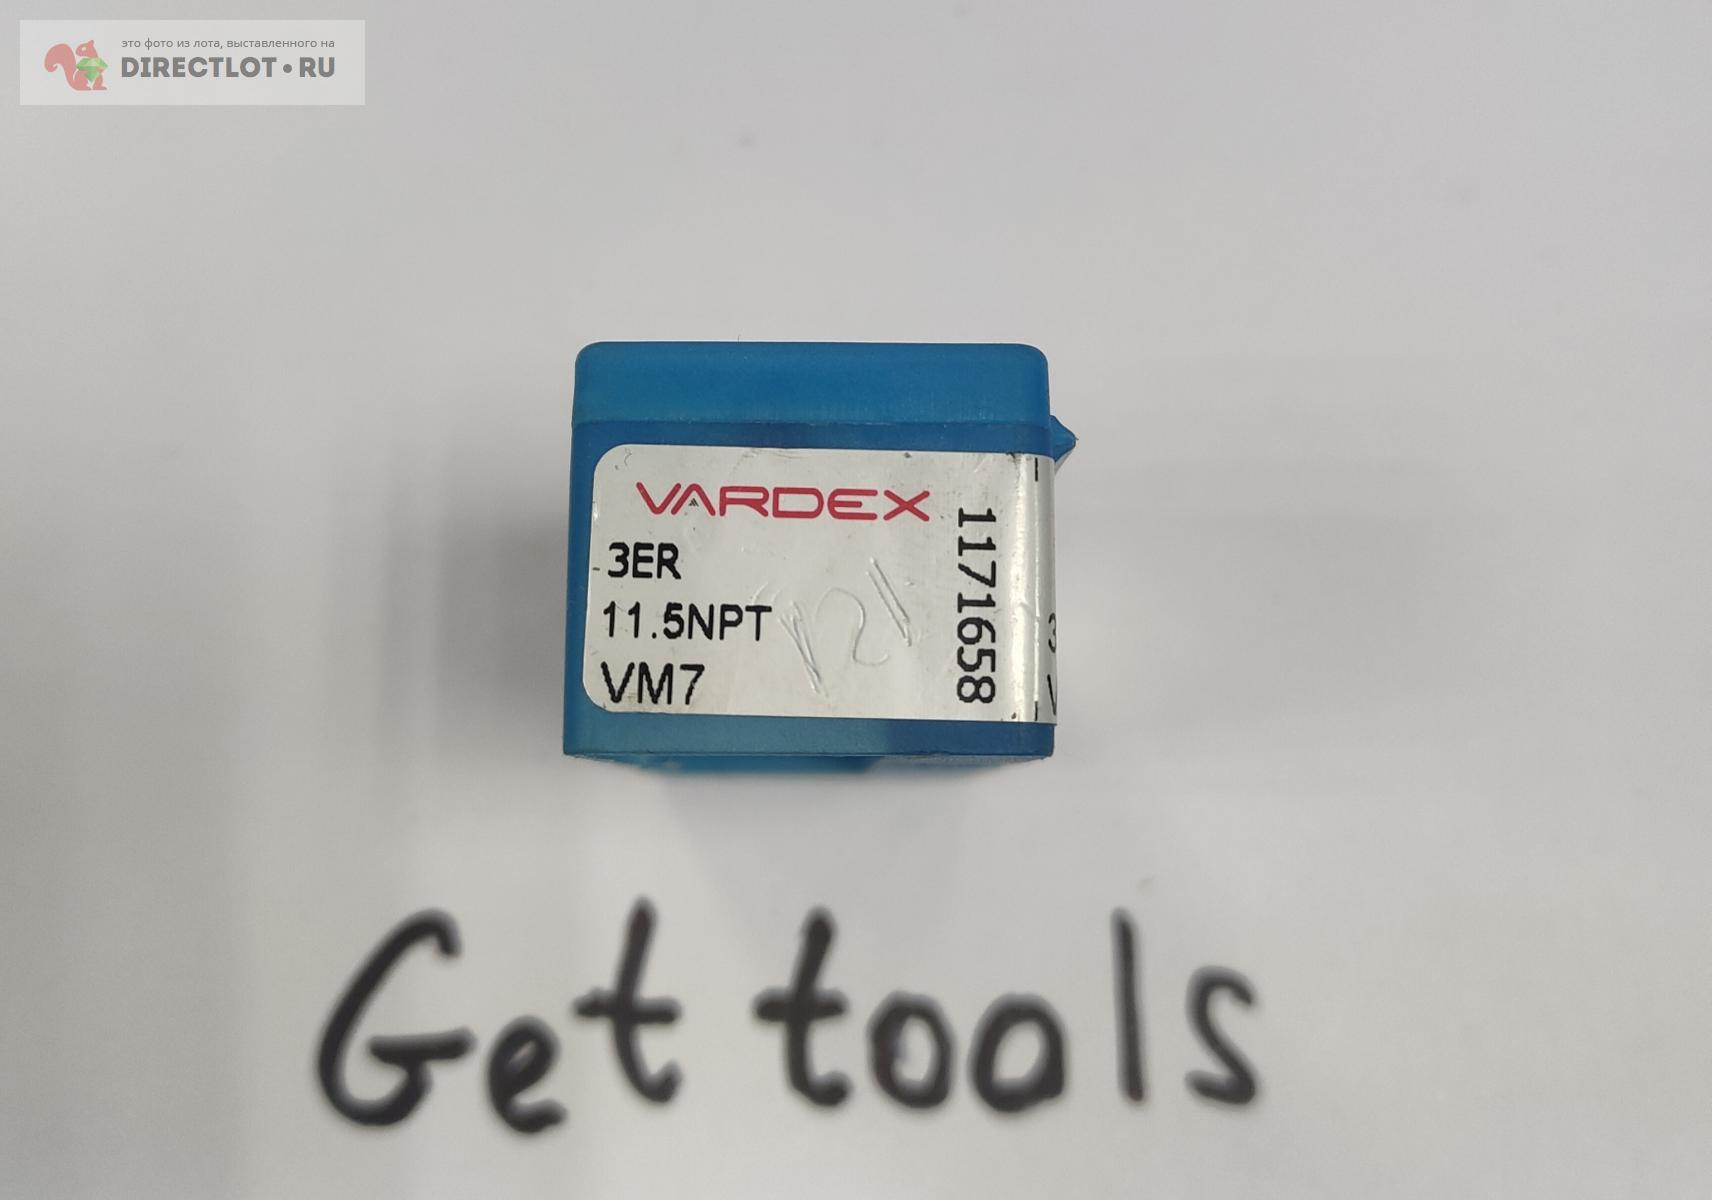 это фото из лота, выставленного на
DIRECTLOT•RU
VARDEX
3ER
11.5NPT
VM7
1171658
Get tools